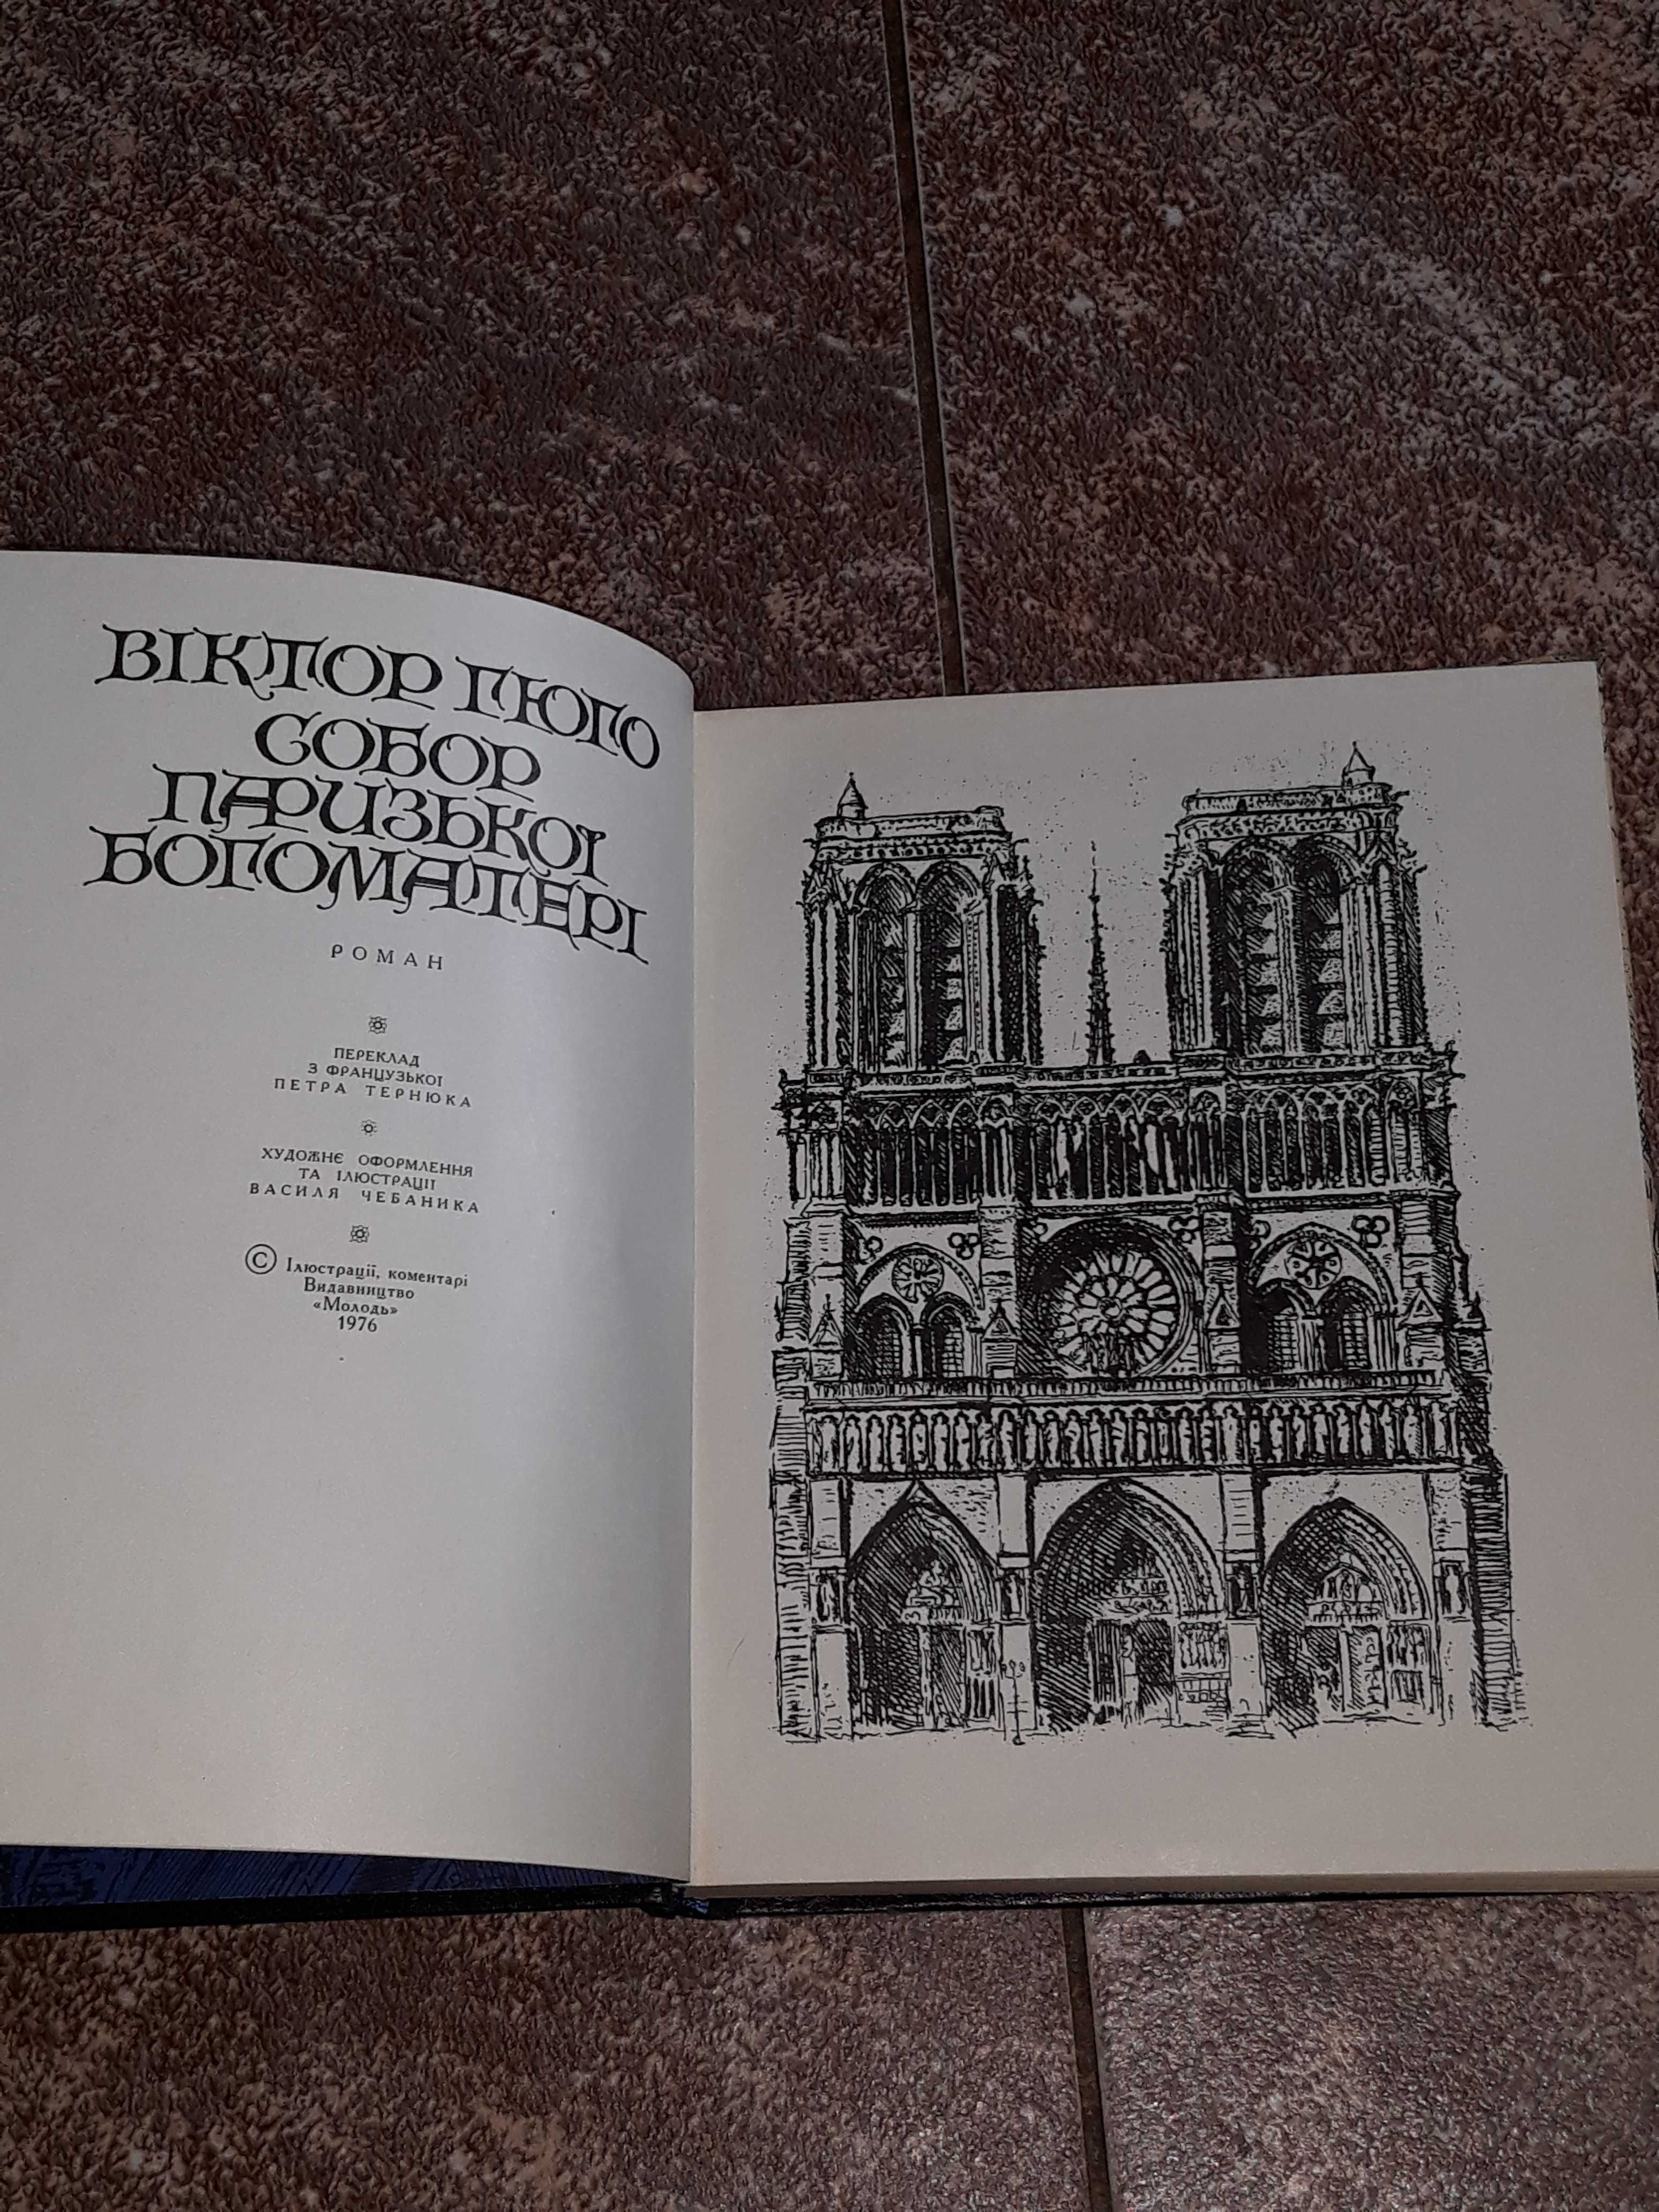 ВІКТОР ГЮГО
СОБОР
ПАРИЗЬКОЇ
БОГОМАТЕРІ
РОМАН
ПЕРЕКЛАД
З ФРАНЦУЗЬКОЇ
ПЕТРА ТЕРНЮКА
ХУДОЖНЄ ОФОРМЛЕННЯ
ТА ІЛЮСТРАЦІЇ
ВАСИЛЯ ЧЕБАНИКА
© Ілюстрації, коментарі
Видавництво
«Молодь»
1976